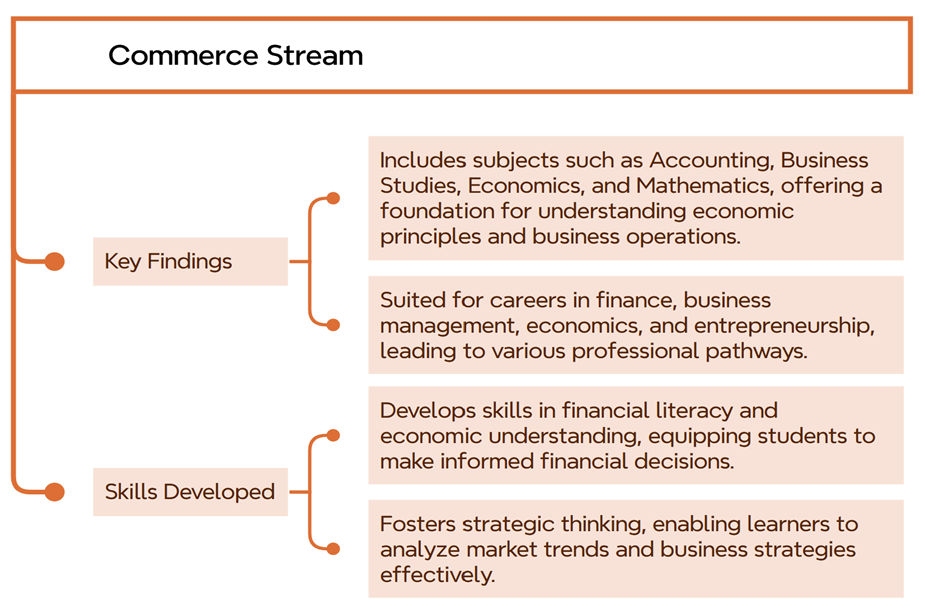 Commerce Stream
Key Findings
Includes subjects such as Accounting, Business
Studies, Economics, and Mathematics, offering a
foundation for understanding economic
principles and business operations.
Suited for careers in finance, business
management, economics, and entrepreneurship,
leading to various professional pathways.
Skills Developed
Develops skills in financial literacy and
economic understanding, equipping students to
make informed financial decisions.
Fosters strategic thinking, enabling learners to
analyze market trends and business strategies
effectively.